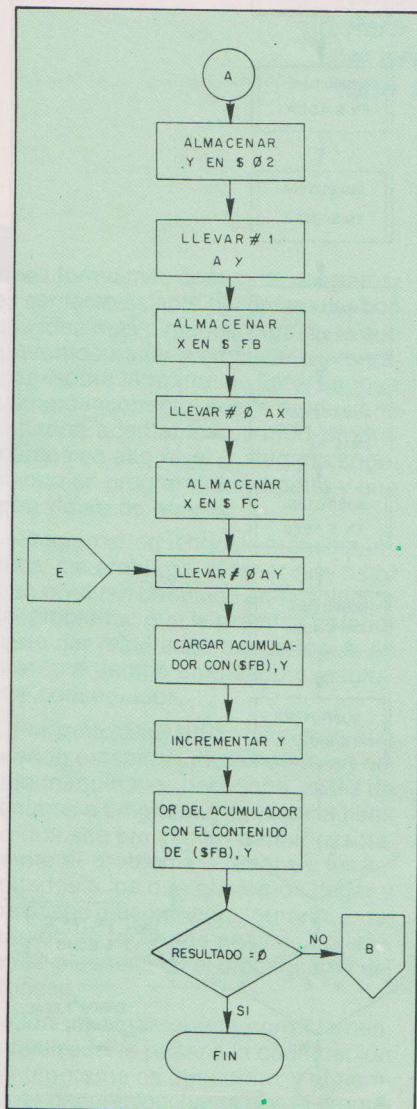 A
ALMACENAR
Y EN $ Ø2
LLEVAR # 1
A Y
ALMACENAR
X EN $ FB
LLEVAR # Ø A X
ALMACENAR
X EN $ FC
E
LLEVAR # Ø A Y
CARGAR ACUMULA-
DOR CON ($FB), Y
INCREMENTAR Y
OR DEL ACUMULADOR
CON EL CONTENIDO
DE ($FB), Y
RESULTADO = Ø
NO
B
SI
FIN